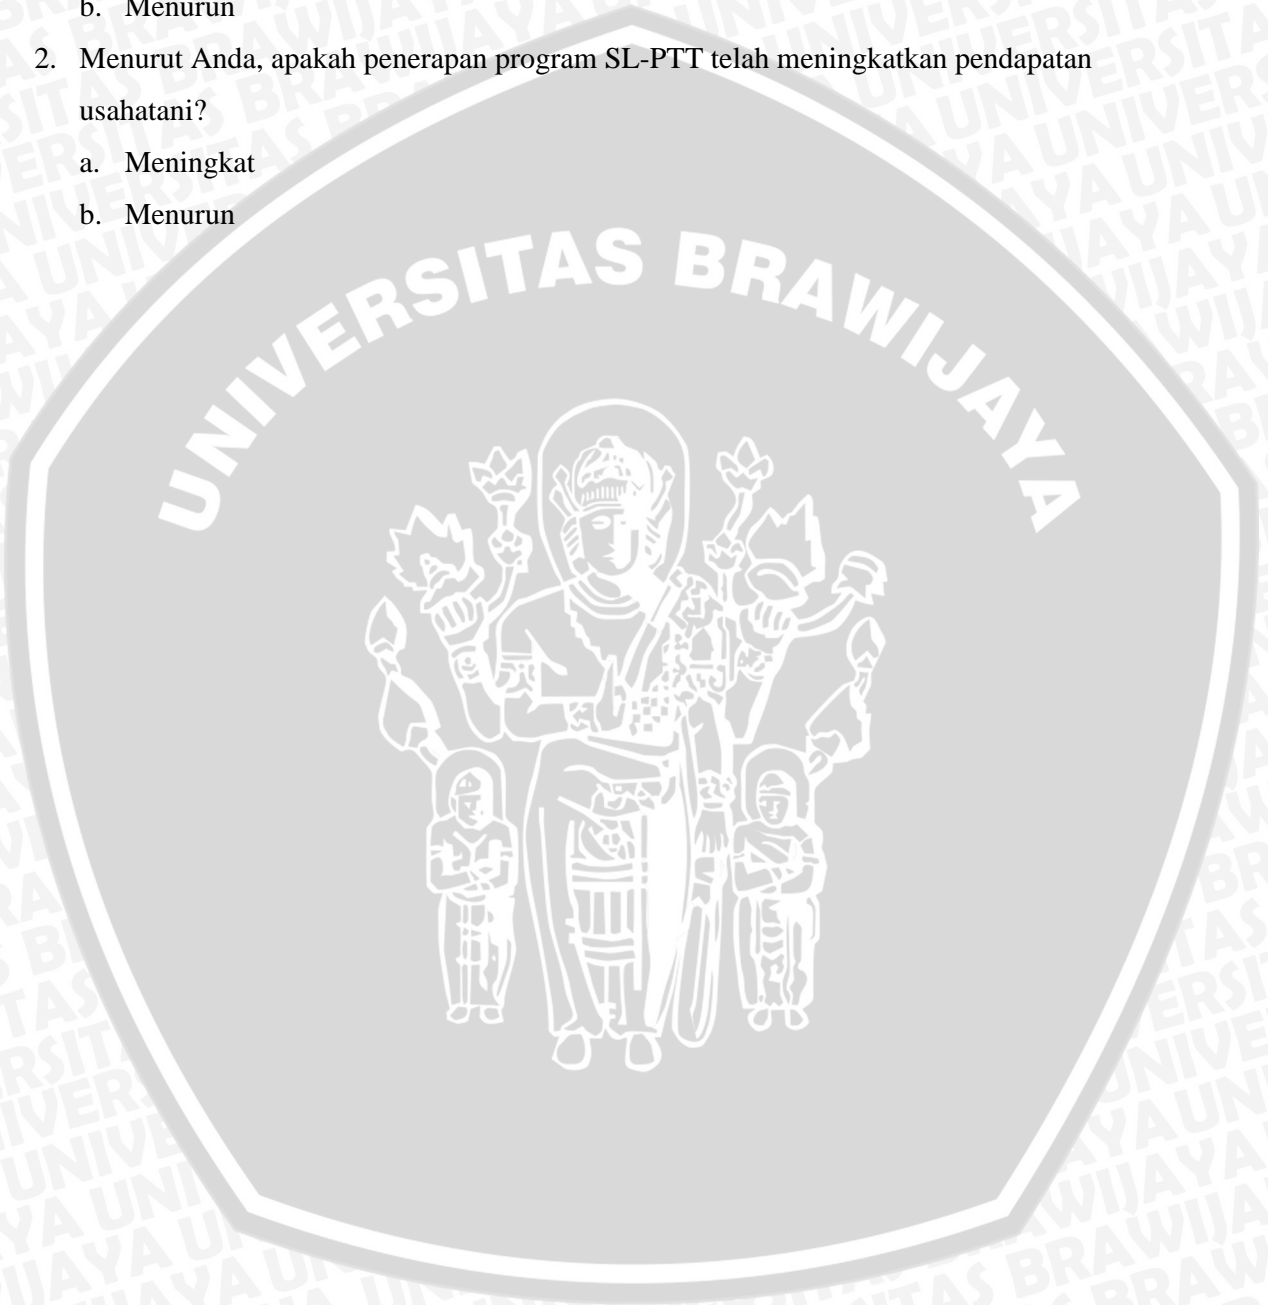 b. Menurun
2. Menurut Anda, apakah penerapan program SL-PTT telah meningkatkan pendapatan
usahatani?
a. Meningkat
b. Menurun
UNIVERSITAS BRAWIJAYA